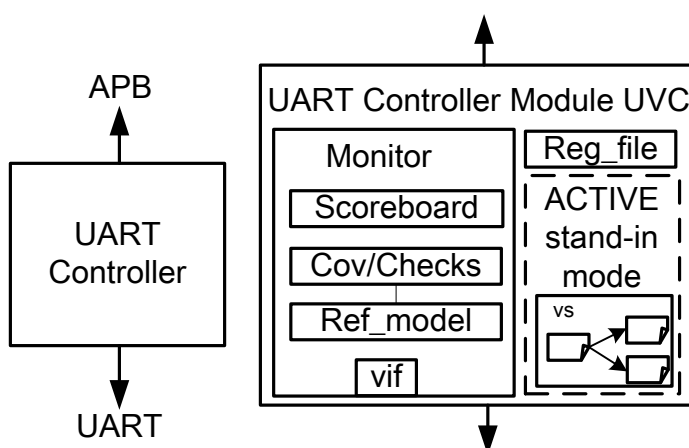 APB
UART
Controller
UART
UART Controller Module UVC
Monitor
Scoreboard
Cov/Checks
Ref_model
vif
Reg_file
ACTIVE
stand-in
mode
vs